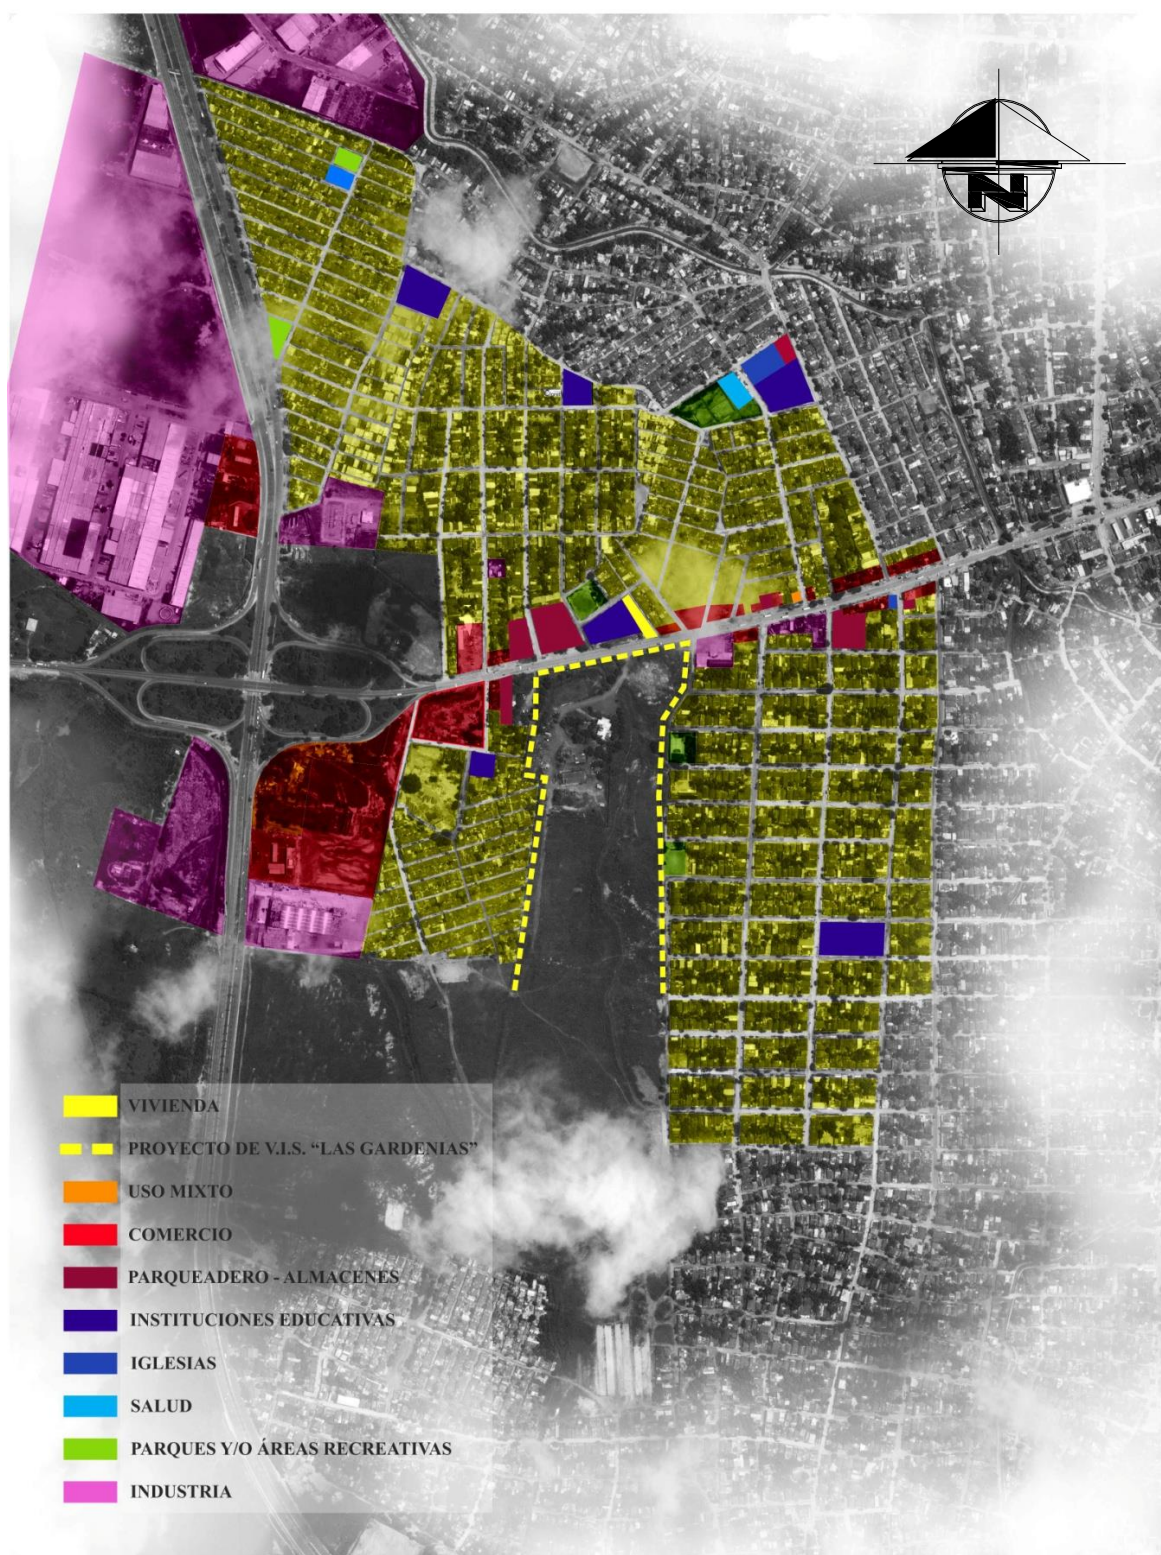 N
VIVIENDA
PROYECTO DE V.I.S. “LAS GARDENIAS”
USO MIXTO
COMERCIO
PARQUEADERO - ALMACENES
INSTITUCIONES EDUCATIVAS
IGLESIAS
SALUD
PARQUES Y/O ÁREAS RECREATIVAS
INDUSTRIA